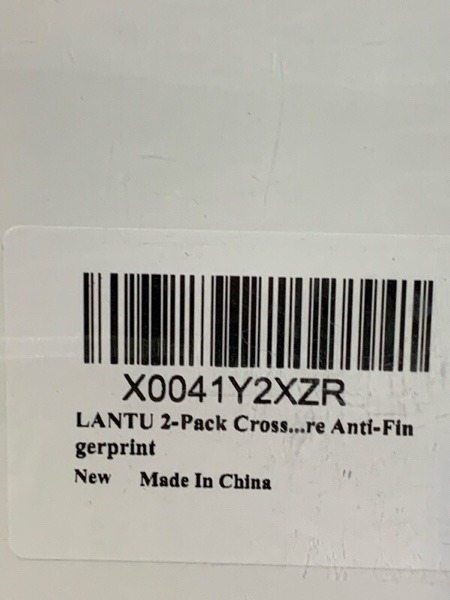 X0041Y2XZR
LANTU 2-Pack Cross...re Anti-Fin
gerprint
New Made In China